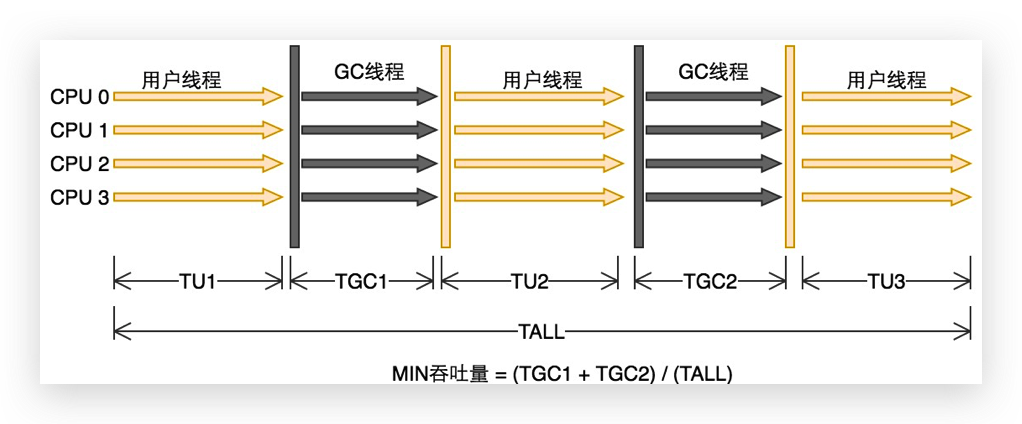 用户线程
GC线程
用户线程
GC线程
用户线程
CPU 0
CPU 1
CPU 2
CPU 3
TU1
TGC1
TU2
TGC2
TU3
TALL
MIN吞吐量 = (TGC1 + TGC2) / (TALL)